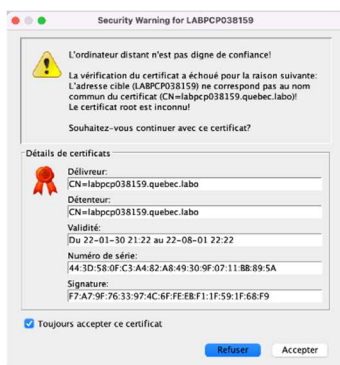 Security Warning for LABPCP038159
L'ordinateur distant n'est pas digne de confiance!
La vérification du certificat a échoué pour la raison suivante:
L'adresse cible (LABPCP038159) ne correspond pas au nom
commun du certificat (CN=labpcp038159.quebec.labo)!
Le certificat root est inconnu!
Souhaitez-vous continuer avec ce certificat?
Détails de certificats
Délivreur:
CN=labpcp038159.quebec.labo
Détenteur:
CN=labpcp038159.quebec.labo
Validité:
Du 22-01-30 21:22 au 22-08-01 22:22
Numéro de série:
44:3D:58:0F:C3:A4:82:A8:49:30:9F:07:11:BB:89:5A
Signature:
F7:A7:9F:76:33:97:4C:6F:FE:EB:F1:1F:59:1F:68:F9
Toujours accepter ce certificat
Refuser Accepter